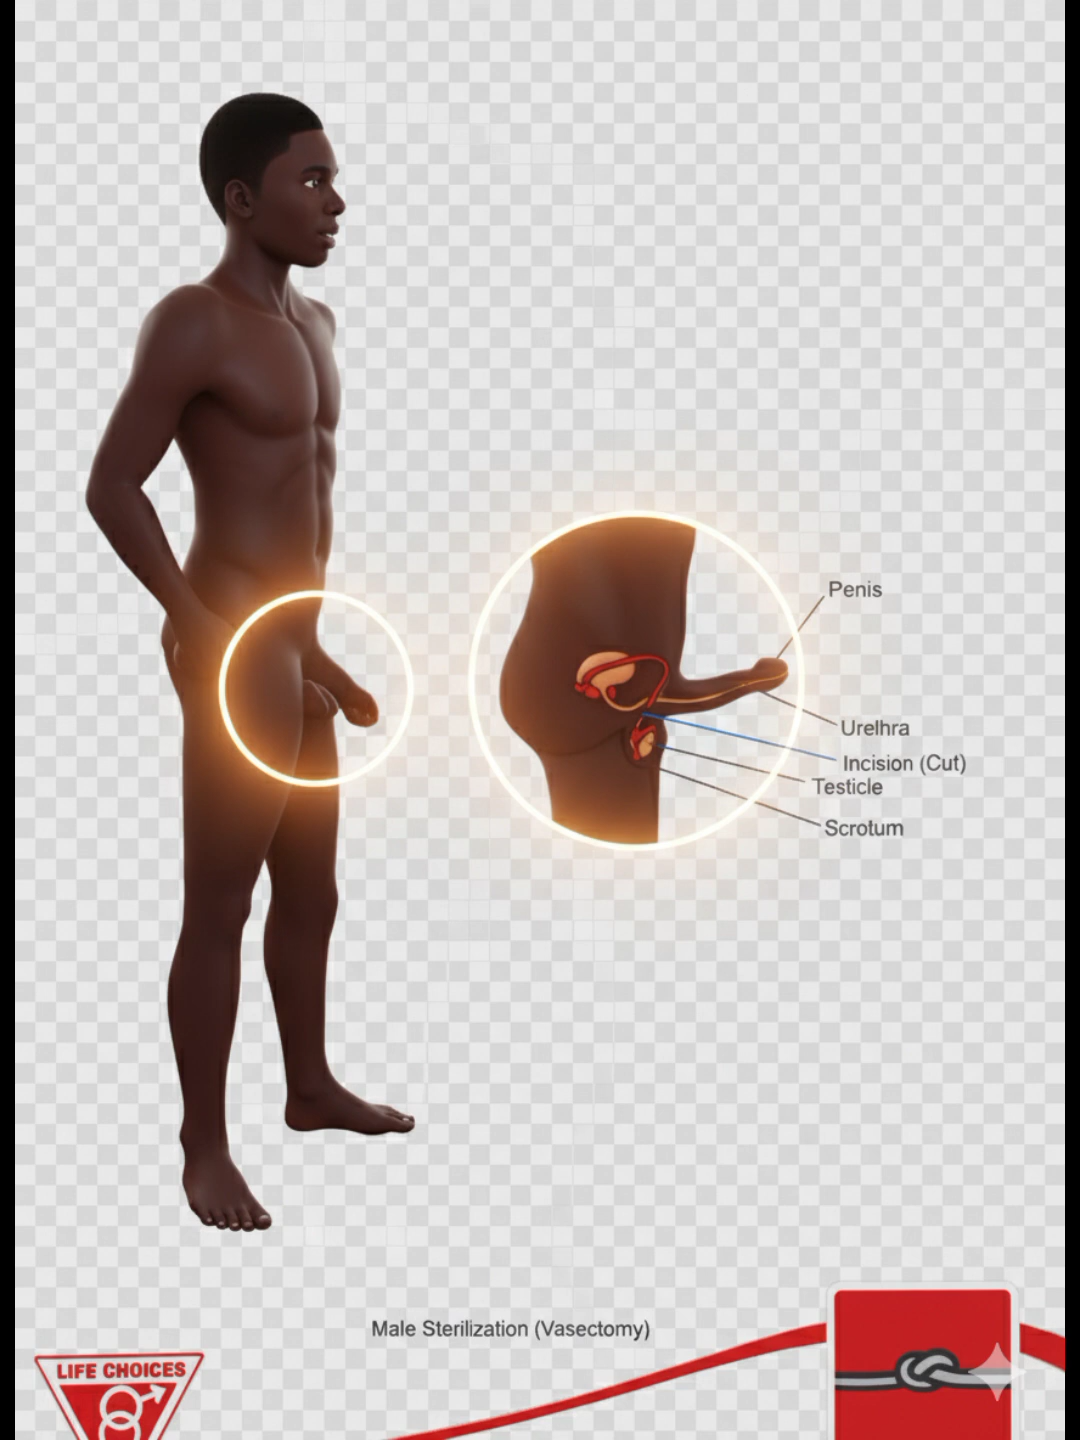 Penis
Urelhra
Incision (Cut)
Testicle
Scrotum
Male Sterilization (Vasectomy)
LIFE CHOICES